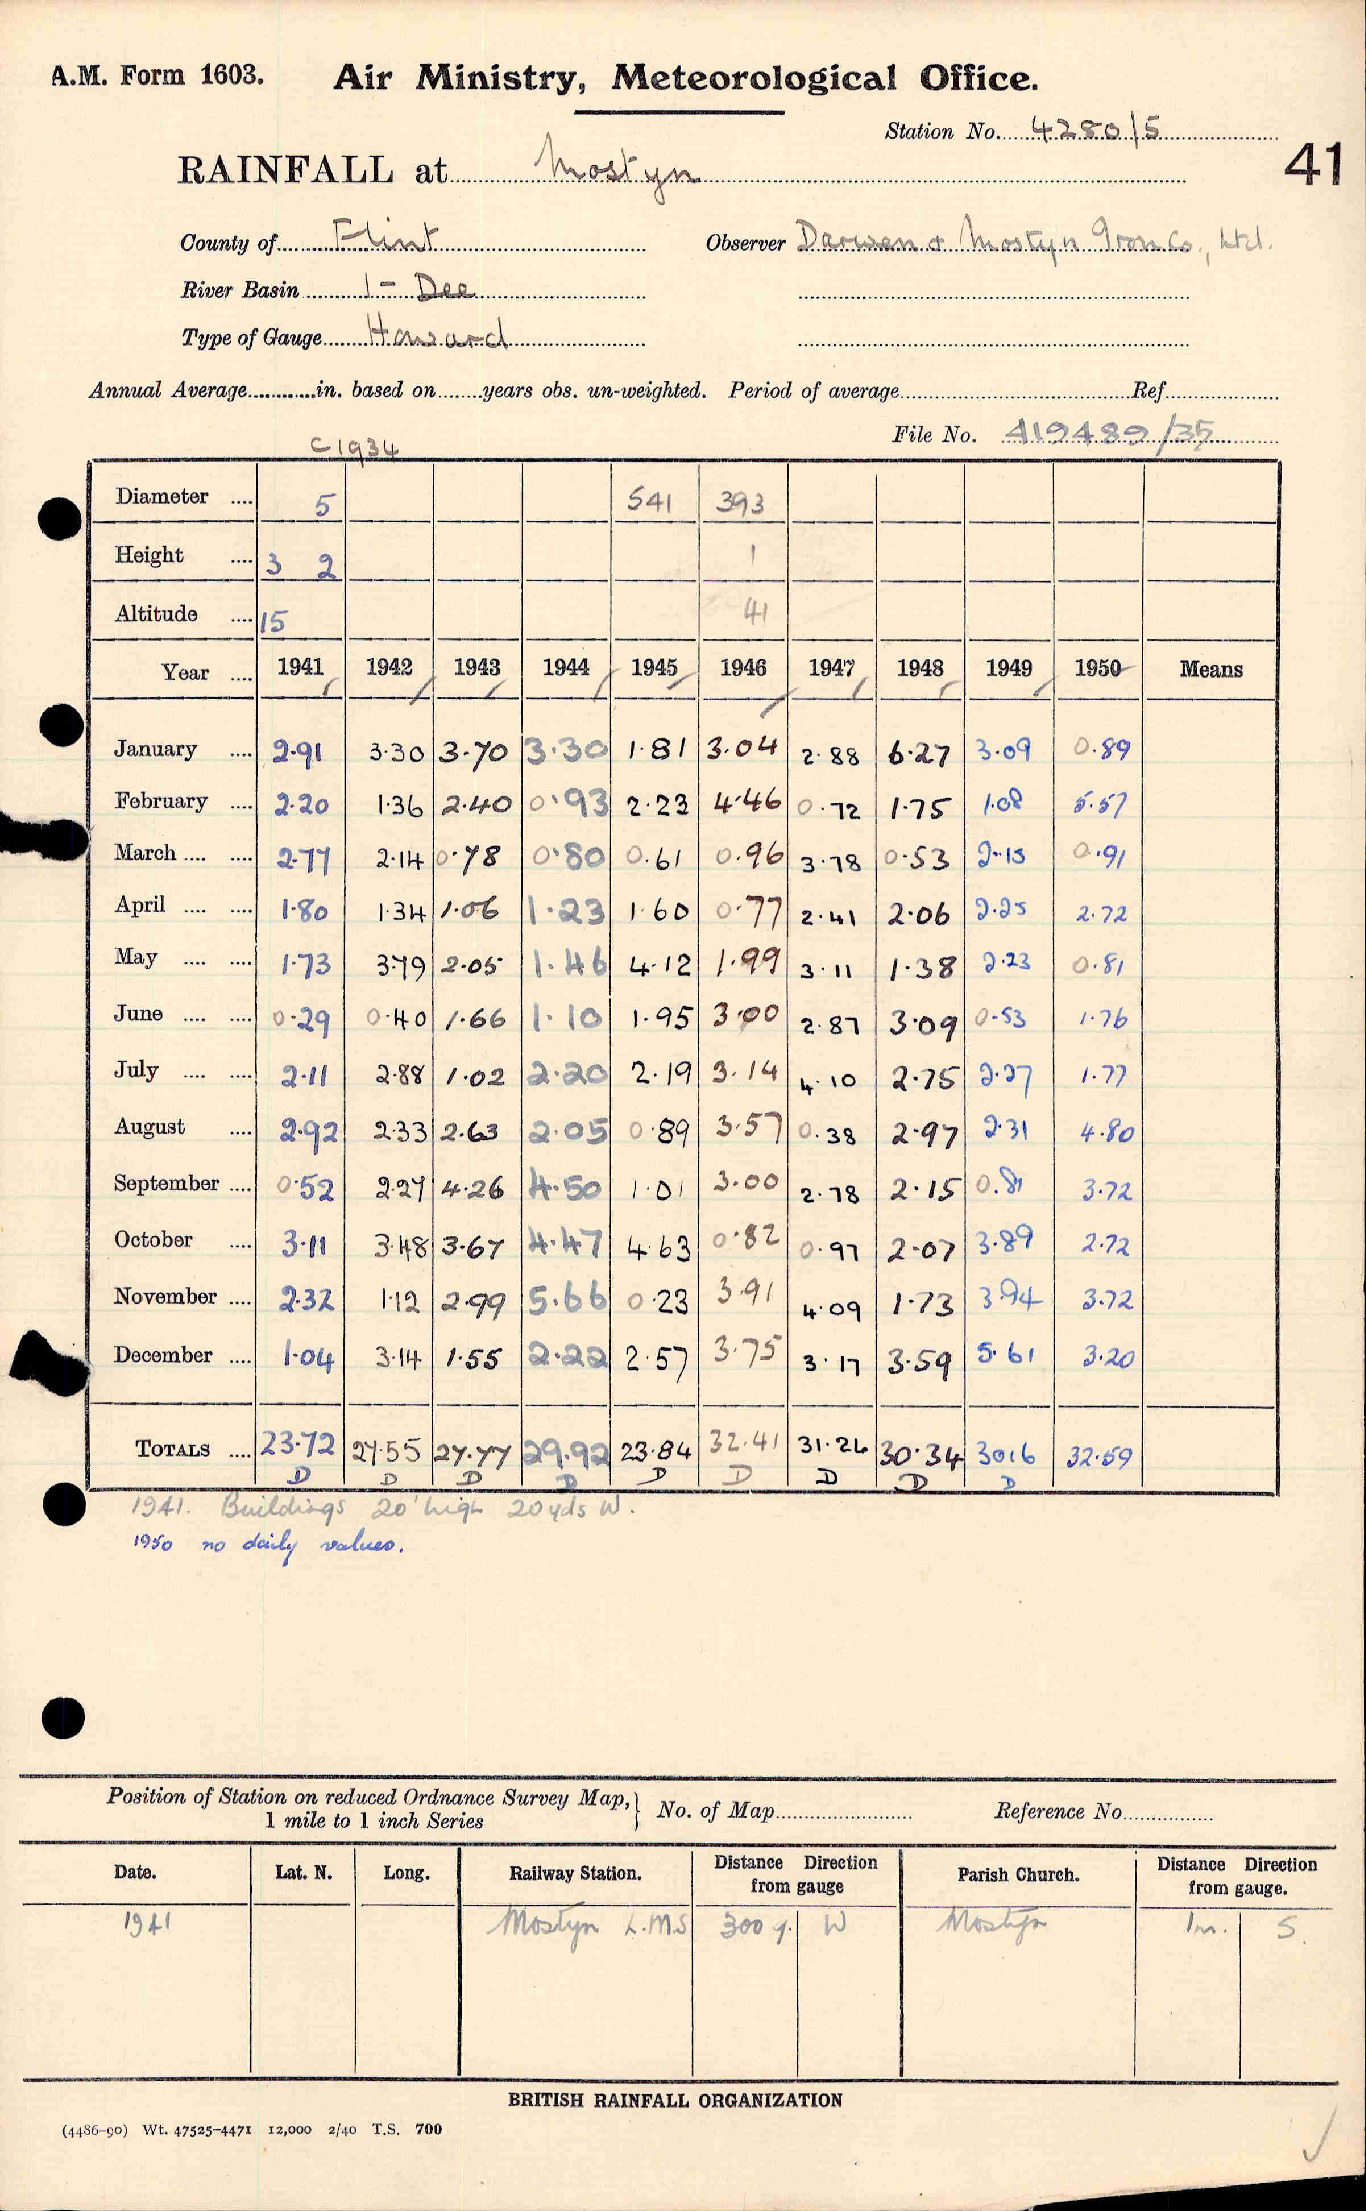 A.M. Form 1603. Air Ministry, Meteorological Office.
Station No. 4280/5
41
RAINFALL at Mostyn
County of Flint Observer Darwen & Mostyn Iron Co., Ltd.
River Basin 1 - Dee
Type of Gauge Howard
Annual Average in. based on years obs. un-weighted. Period of average Ref
File No. 419489/35
C 1934
Diameter 5 541 393
Height 3 2 1
Altitude 15 41
Year 1941 1942 1943 1944 1945 1946 1947 1948 1949 1950 Means
January 2.91 3.30 3.70 3.30 1.81 3.04 2.88 6.27 3.09 0.89
February 2.20 1.36 2.40 0.93 2.23 4.46 0.72 1.75 1.08 5.57
March 2.77 2.14 0.78 0.80 0.61 0.96 3.78 0.53 2.15 0.91
April 1.80 1.34 1.06 1.23 1.60 0.77 2.41 2.06 2.25 2.72
May 1.73 3.79 2.05 1.46 4.12 1.99 3.11 1.38 2.23 0.81
June 0.29 0.40 1.66 1.10 1.95 3.00 2.87 3.09 0.53 1.76
July 2.11 2.88 1.02 2.20 2.19 3.14 4.10 2.75 2.27 1.77
August 2.92 2.33 2.63 2.05 0.89 3.57 0.38 2.97 2.31 4.80
September 0.52 2.27 4.26 4.50 1.01 3.00 2.78 2.15 0.81 3.72
October 3.11 3.48 3.67 4.47 4.63 0.82 0.97 2.07 3.89 2.72
November 2.32 1.12 2.99 5.66 0.23 3.91 4.09 1.73 3.94 3.72
December 1.04 3.14 1.55 2.22 2.57 3.75 3.17 3.59 5.61 3.20
TOTALS 23.72 27.55 27.77 29.92 23.84 32.41 31.26 30.34 30.16 32.59
D D D D D D D D D
1941. Buildings 20' high 20 yds W.
1950 no daily values.
Position of Station on reduced Ordnance Survey Map, 1 mile to 1 inch Series } No. of Map Reference No.
Date. Lat. N. Long. Railway Station. Distance Direction from gauge Parish Church. Distance Direction from gauge.
1941 Mostyn L.M.S 300 y. W Mostyn 1m. S.
BRITISH RAINFALL ORGANIZATION
(4486-90) Wt. 47525-4471 12,000 2/40 T.S. 700